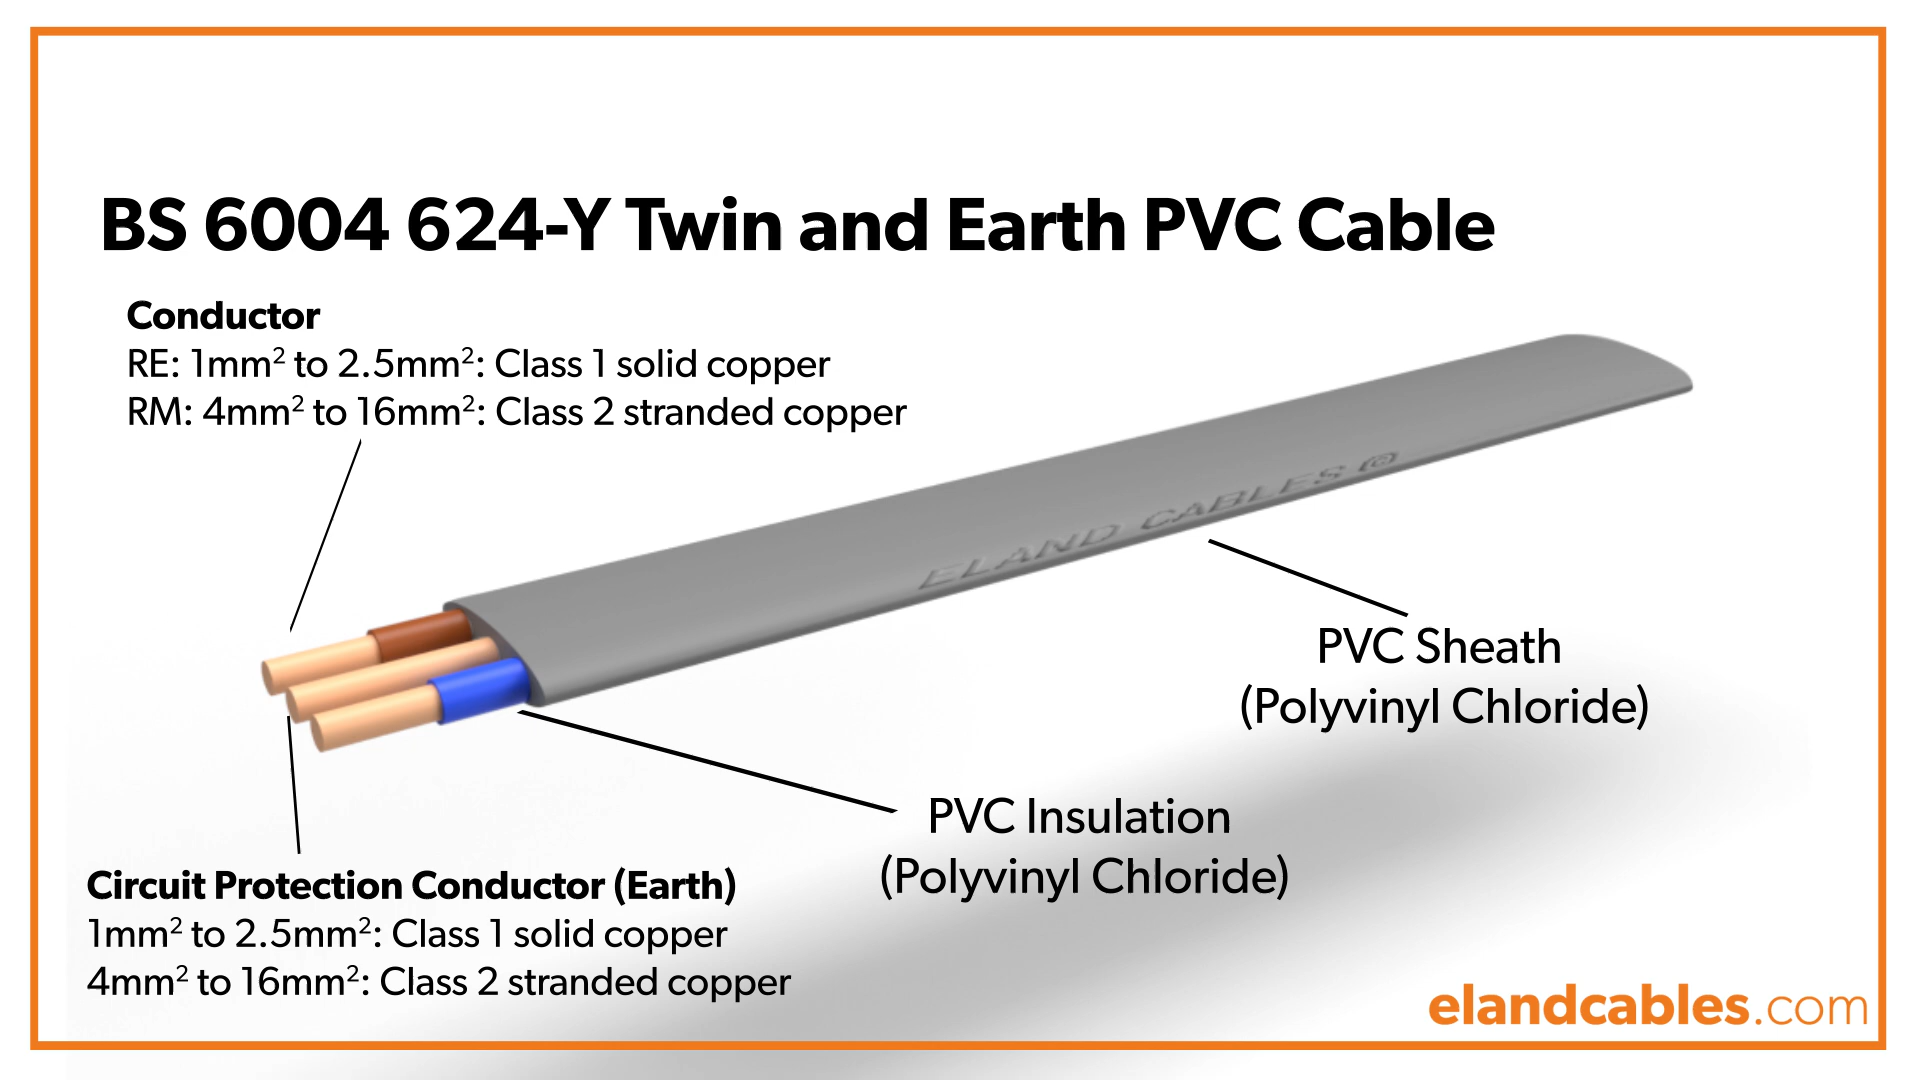 BS 6004 624-Y Twin and Earth PVC Cable
Conductor
RE: 1mm² to 2.5mm²: Class 1 solid copper
RM: 4mm² to 16mm²: Class 2 stranded copper
ELAND CABLES ©
PVC Sheath
(Polyvinyl Chloride)
PVC Insulation
(Polyvinyl Chloride)
Circuit Protection Conductor (Earth)
1mm² to 2.5mm²: Class 1 solid copper
4mm² to 16mm²: Class 2 stranded copper
elandcables.com